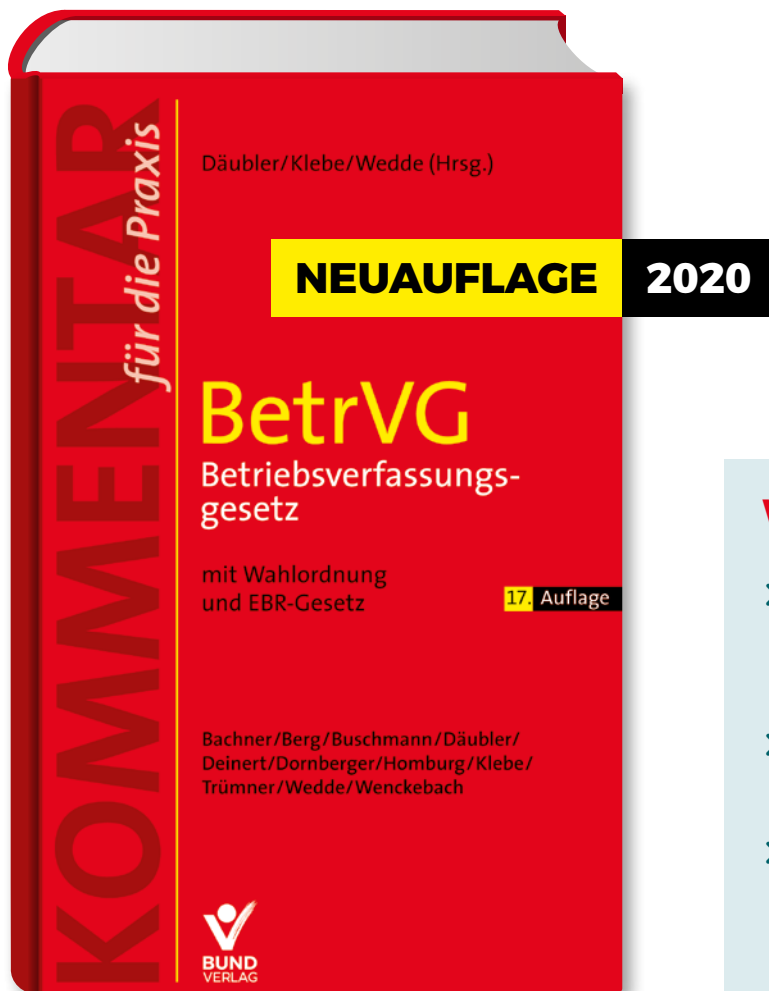 KOMMENTAR
für die Praxis
Däubler/Klebe/Wedde (Hrsg.)
NEUAUFLAGE 2020
BetrVG
Betriebsverfassungs-
gesetz
mit Wahlordnung
und EBR-Gesetz
17. Auflage
Bachner/Berg/Buschmann/Däubler/
Deinert/Dornberger/Homburg/Klebe/
Trümner/Wedde/Wenckebach
BUND
VERLAG